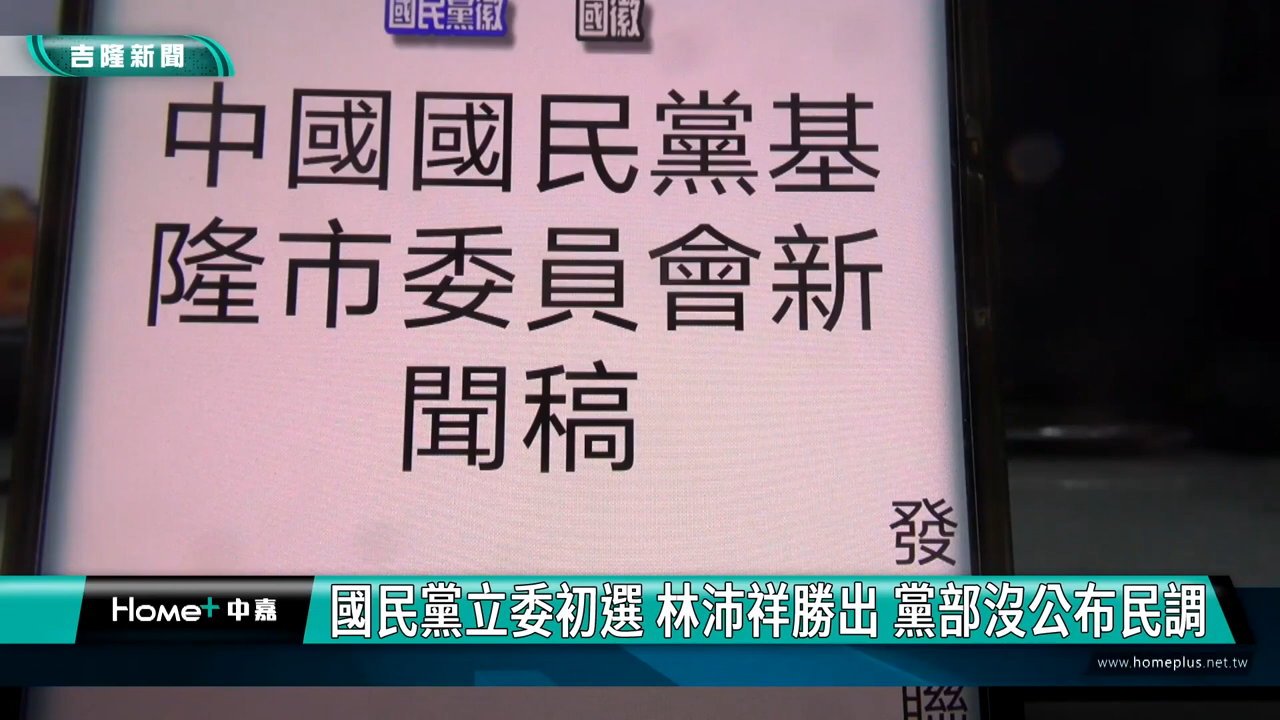 國民黨徽 國徽
吉隆新聞
中國國民黨基
隆市委員會新
聞稿
發
Home+中嘉
國民黨立委初選 林沛祥勝出 黨部沒公布民調
www.homeplus.net.tw
聯